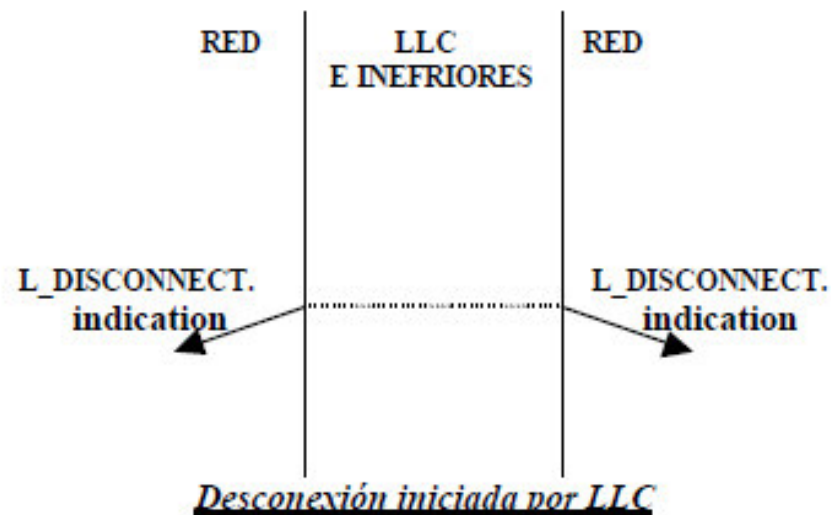 RED LLC RED
E INEFRIORES
L_DISCONNECT. L_DISCONNECT.
indication indication
Desconexión iniciada por LLC